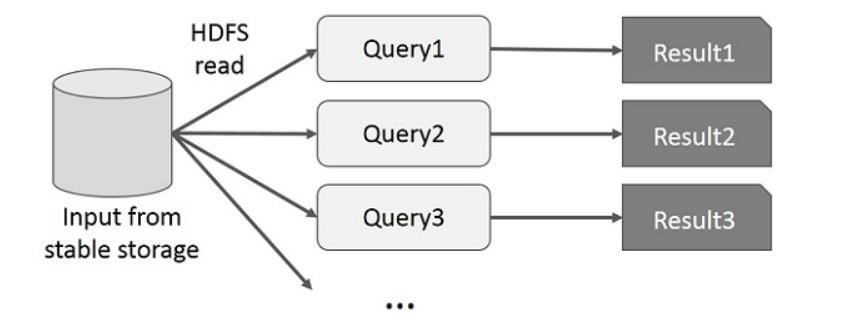 HDFS
read
Query1
Result1
Query2
Result2
Input from
stable storage
Query3
Result3
...